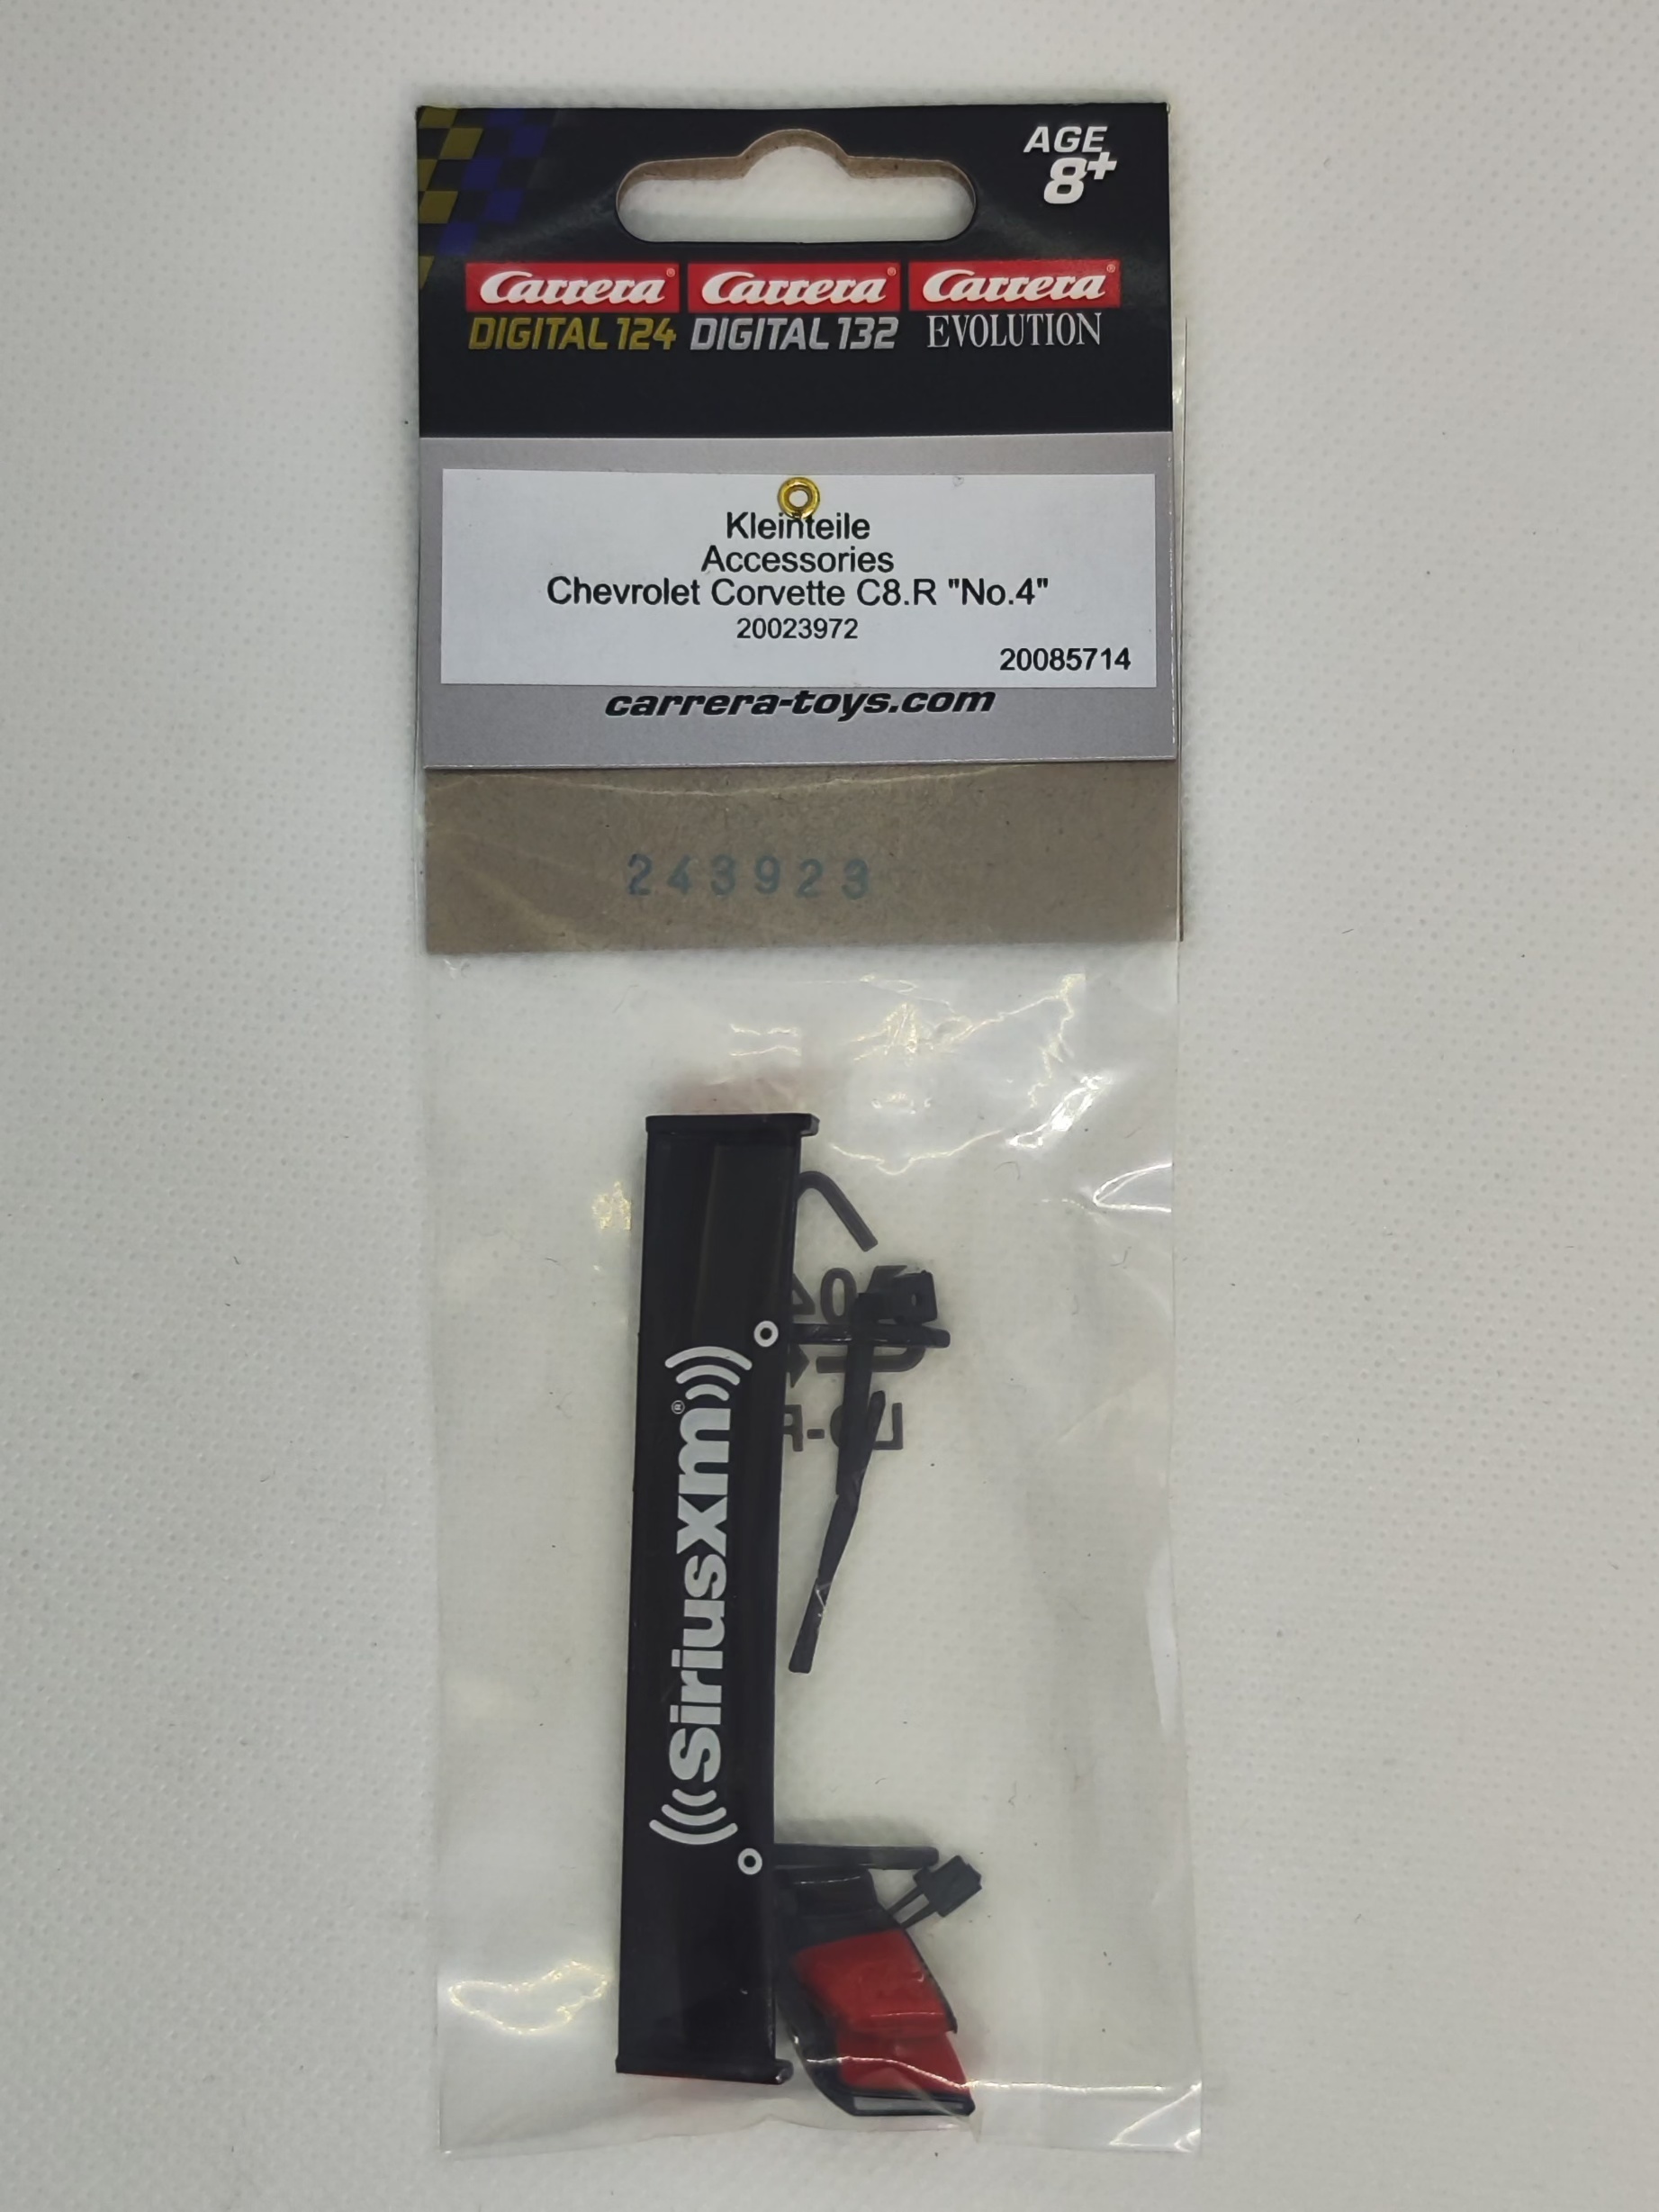 AGE
8+
Carrera® Carrera® Carrera®
DIGITAL 124 DIGITAL 132 EVOLUTION
Kleinteile
Accessories
Chevrolet Corvette C8.R "No.4"
20023972
20085714
carrera-toys.com
243923
(((SiriusXM®)))